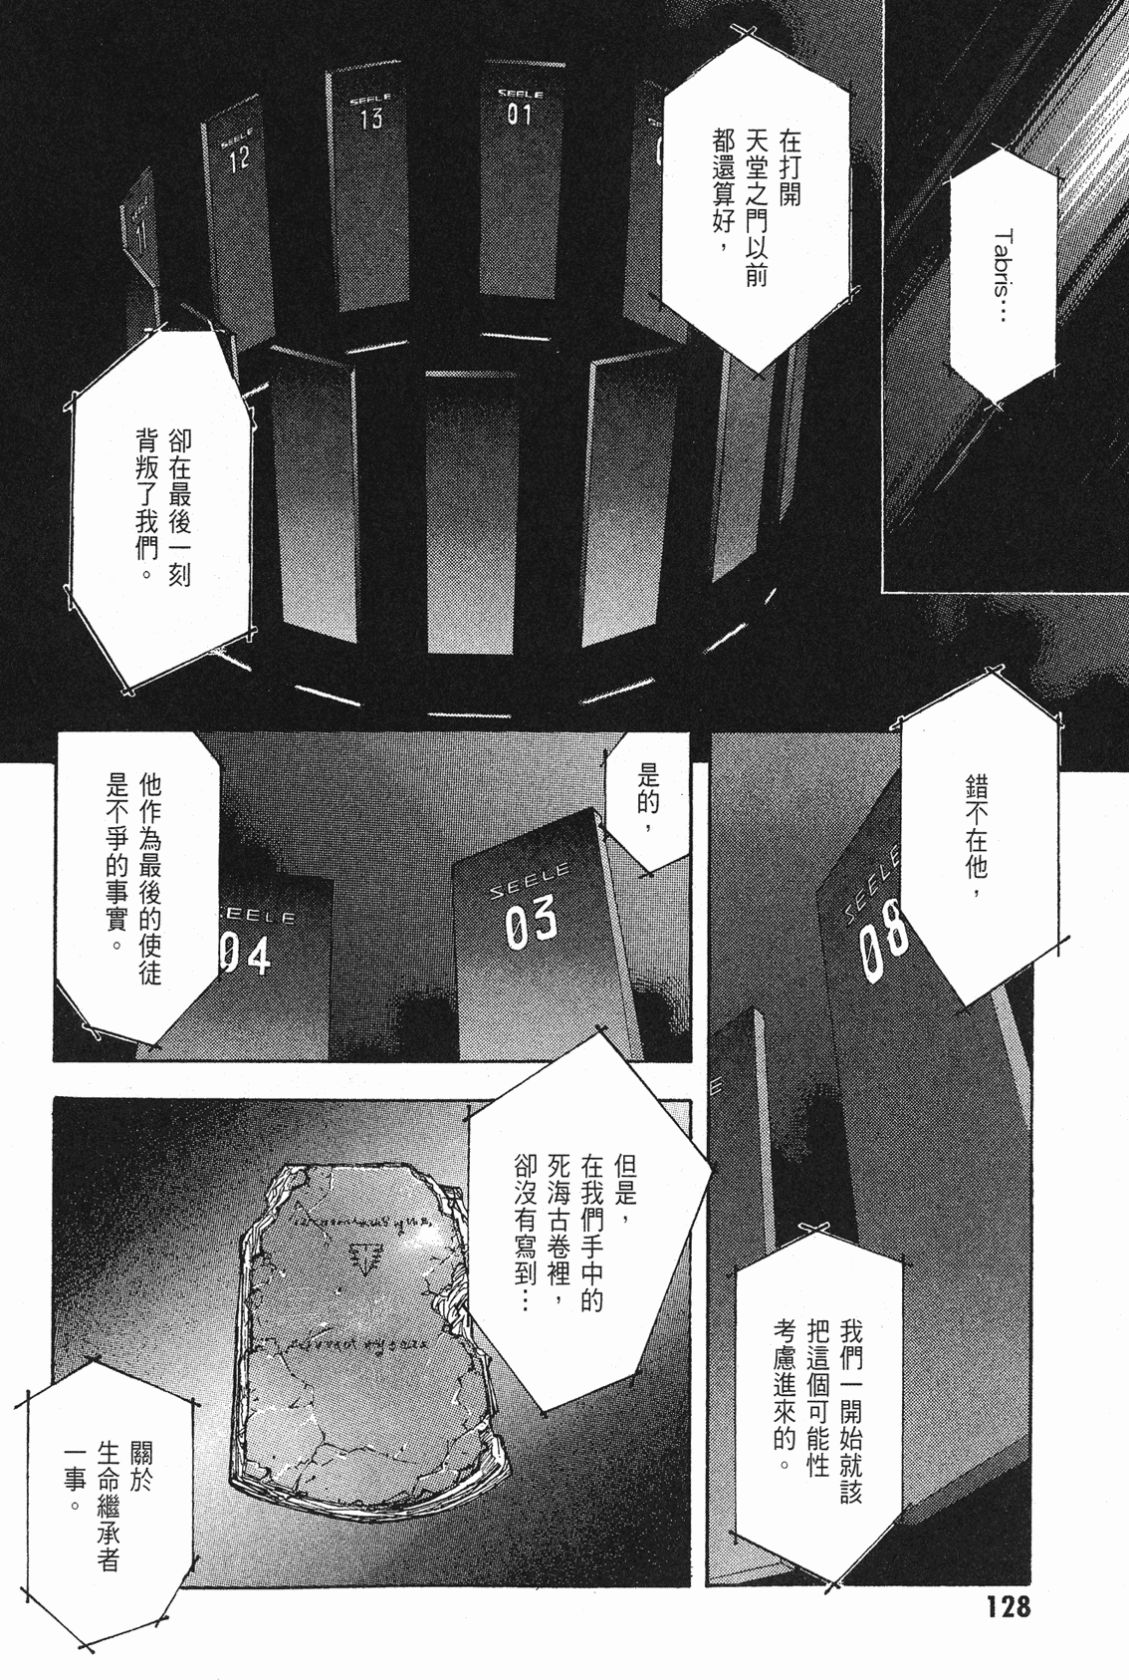 Tabris…
在打開
天堂之門以前
都還算好，
SEELE
01
SEELE
13
SEELE
12
11
卻在最後一刻
背叛了我們。
錯不在他，
SEELE
08
我們一開始就該
把這個可能性
考慮進來的。
是的，
SEELE
03
SEELE
04
他作為最後的使徒
是不爭的事實。
但是，
在我們手中的
死海古卷裡，
卻沒有寫到…
關於
生命繼承者
一事。
128